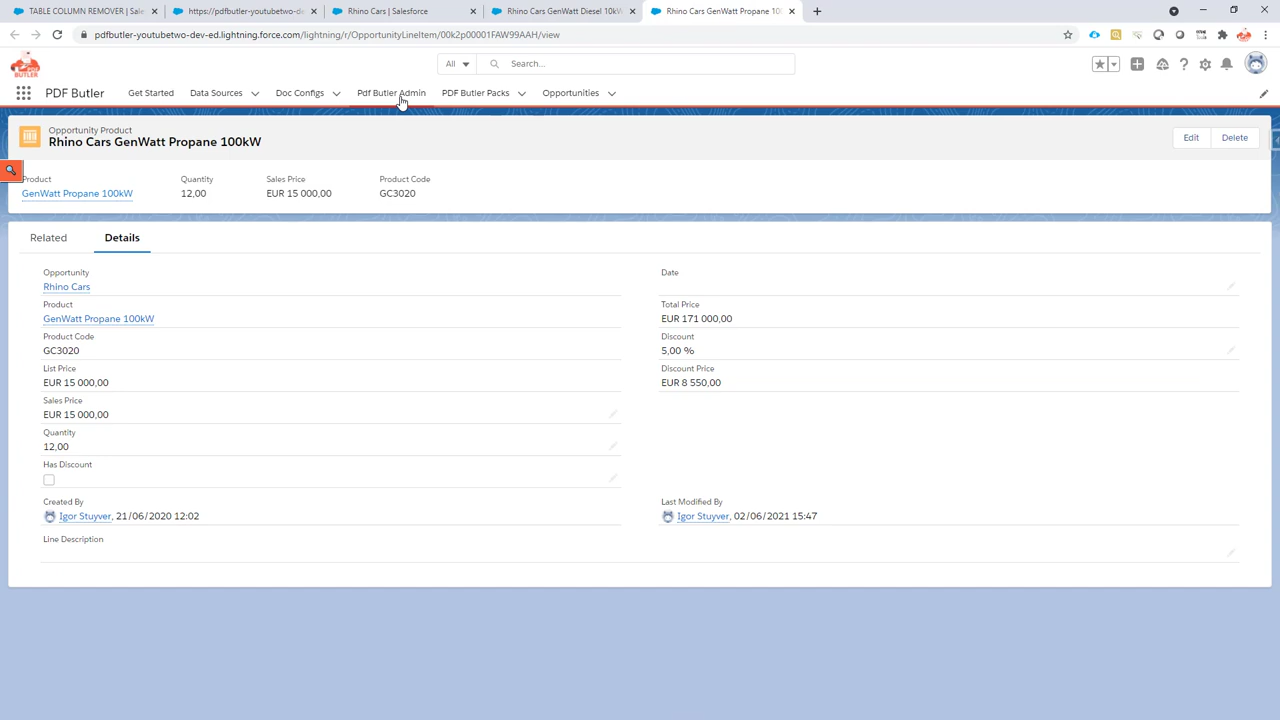 TABLE COLUMN REMOVER | Sale
https://pdfbutler-youtubetwo-de
Rhino Cars | Salesforce
Rhino Cars GenWatt Diesel 10kW
Rhino Cars GenWatt Propane 100
pdfbutler-youtubetwo-dev-ed.lightning.force.com/lightning/r/OpportunityLineItem/00k2p00001FAW99AAH/view
PDF BUTLER
All
Search...
PDF Butler
Get Started
Data Sources
Doc Configs
Pdf Butler Admin
PDF Butler Packs
Opportunities
Opportunity Product
Rhino Cars GenWatt Propane 100kW
Edit
Delete
Product
Quantity
Sales Price
Product Code
GenWatt Propane 100kW
12,00
EUR 15 000,00
GC3020
Related
Details
Opportunity
Rhino Cars
Date
Product
GenWatt Propane 100kW
Total Price
EUR 171 000,00
Product Code
GC3020
Discount
5,00 %
List Price
EUR 15 000,00
Discount Price
EUR 8 550,00
Sales Price
EUR 15 000,00
Quantity
12,00
Has Discount
Created By
Igor Stuyver, 21/06/2020 12:02
Last Modified By
Igor Stuyver, 02/06/2021 15:47
Line Description